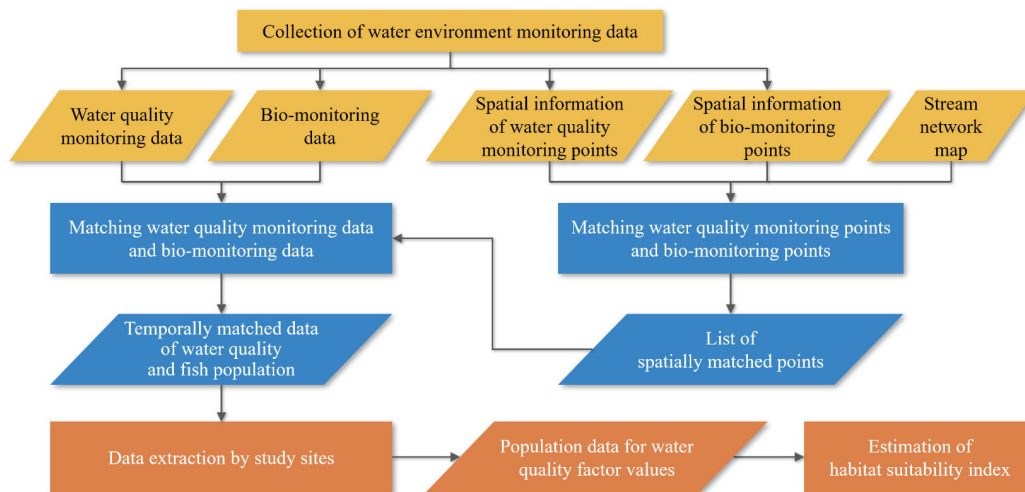 Collection of water environment monitoring data
Water quality
monitoring data
Bio-monitoring
data
Spatial information
of water quality
monitoring points
Spatial information
of bio-monitoring
points
Stream
network
map
Matching water quality monitoring data
and bio-monitoring data
Matching water quality monitoring points
and bio-monitoring points
Temporally matched data
of water quality
and fish population
List of
spatially matched points
Data extraction by study sites
Population data for water
quality factor values
Estimation of
habitat suitability index